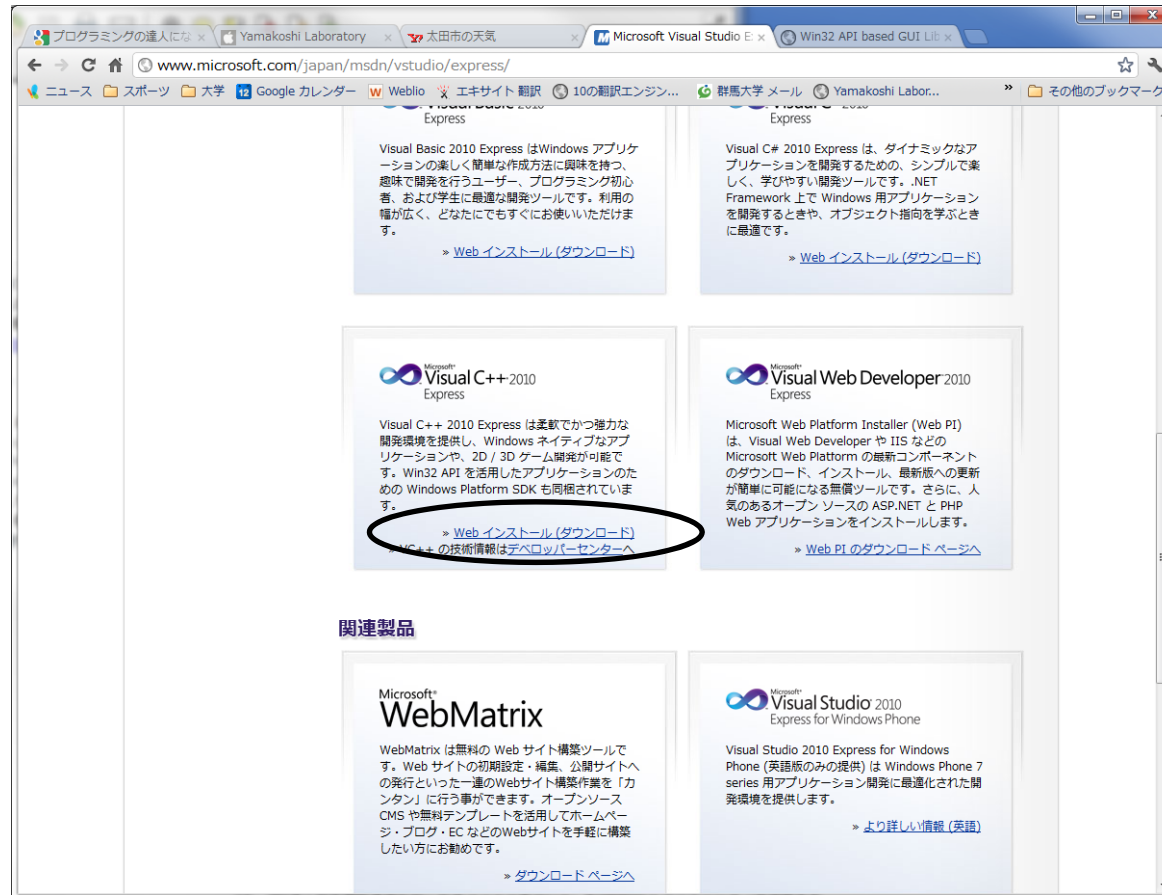 プログラミングの達人にな
Yamakoshi Laboratory
太田市の天気
Microsoft Visual Studio E
Win32 API based GUI Lib
www.microsoft.com/japan/msdn/vstudio/express/
ニュース スポーツ 大学 12 Google カレンダー W Weblio エキサイト 翻訳 10の翻訳エンジン... 群馬大学 メール Yamakoshi Labor... » その他のブックマーク
Express
Visual Basic 2010 Express はWindows アプリケ
ーションの楽しく簡単な作成方法に興味を持つ、
趣味で開発を行うユーザー、プログラミング初心
者、および学生に最適な開発ツールです。利用の
幅が広く、どなたにでもすぐにお使いいただけま
す。
» Web インストール (ダウンロード)
Express
Visual C# 2010 Express は、ダイナミックなア
プリケーションを開発するための、シンプルで楽
しく、学びやすい開発ツールです。.NET
Framework 上で Windows 用アプリケーション
を開発するときや、オブジェクト指向を学ぶとき
に最適です。
» Web インストール (ダウンロード)
Microsoft®
Visual C++ 2010
Express
Visual C++ 2010 Express は柔軟でかつ強力な
開発環境を提供し、Windows ネイティブなアプ
リケーションや、2D / 3D ゲーム開発が可能で
す。Win32 API を活用したアプリケーションのた
めの Windows Platform SDK も同梱されていま
す。
» Web インストール (ダウンロード)
» VC++ の技術情報はデベロッパーセンターへ
Microsoft®
Visual Web Developer 2010
Express
Microsoft Web Platform Installer (Web PI)
は、Visual Web Developer や IIS などの
Microsoft Web Platform の最新コンポーネント
のダウンロード、インストール、最新版への更新
が簡単に可能になる無償ツールです。さらに、人
気のあるオープン ソースの ASP.NET と PHP
Web アプリケーションをインストールします。
» Web PI のダウンロード ページへ
関連製品
Microsoft®
WebMatrix
WebMatrix は無料の Web サイト構築ツールで
す。Web サイトの初期設定・編集、公開サイトへ
の発行といった一連のWebサイト構築作業を「カ
ンタン」に行う事ができます。オープンソース
CMS や無料テンプレートを活用してホームペー
ジ・ブログ・EC などのWebサイトを手軽に構築
したい方にお勧めです。
» ダウンロード ページへ
Microsoft®
Visual Studio 2010
Express for Windows Phone
Visual Studio 2010 Express for Windows
Phone (英語版のみの提供) は Windows Phone 7
series 用アプリケーション開発に最適化された開
発環境を提供します。
» より詳しい情報 (英語)